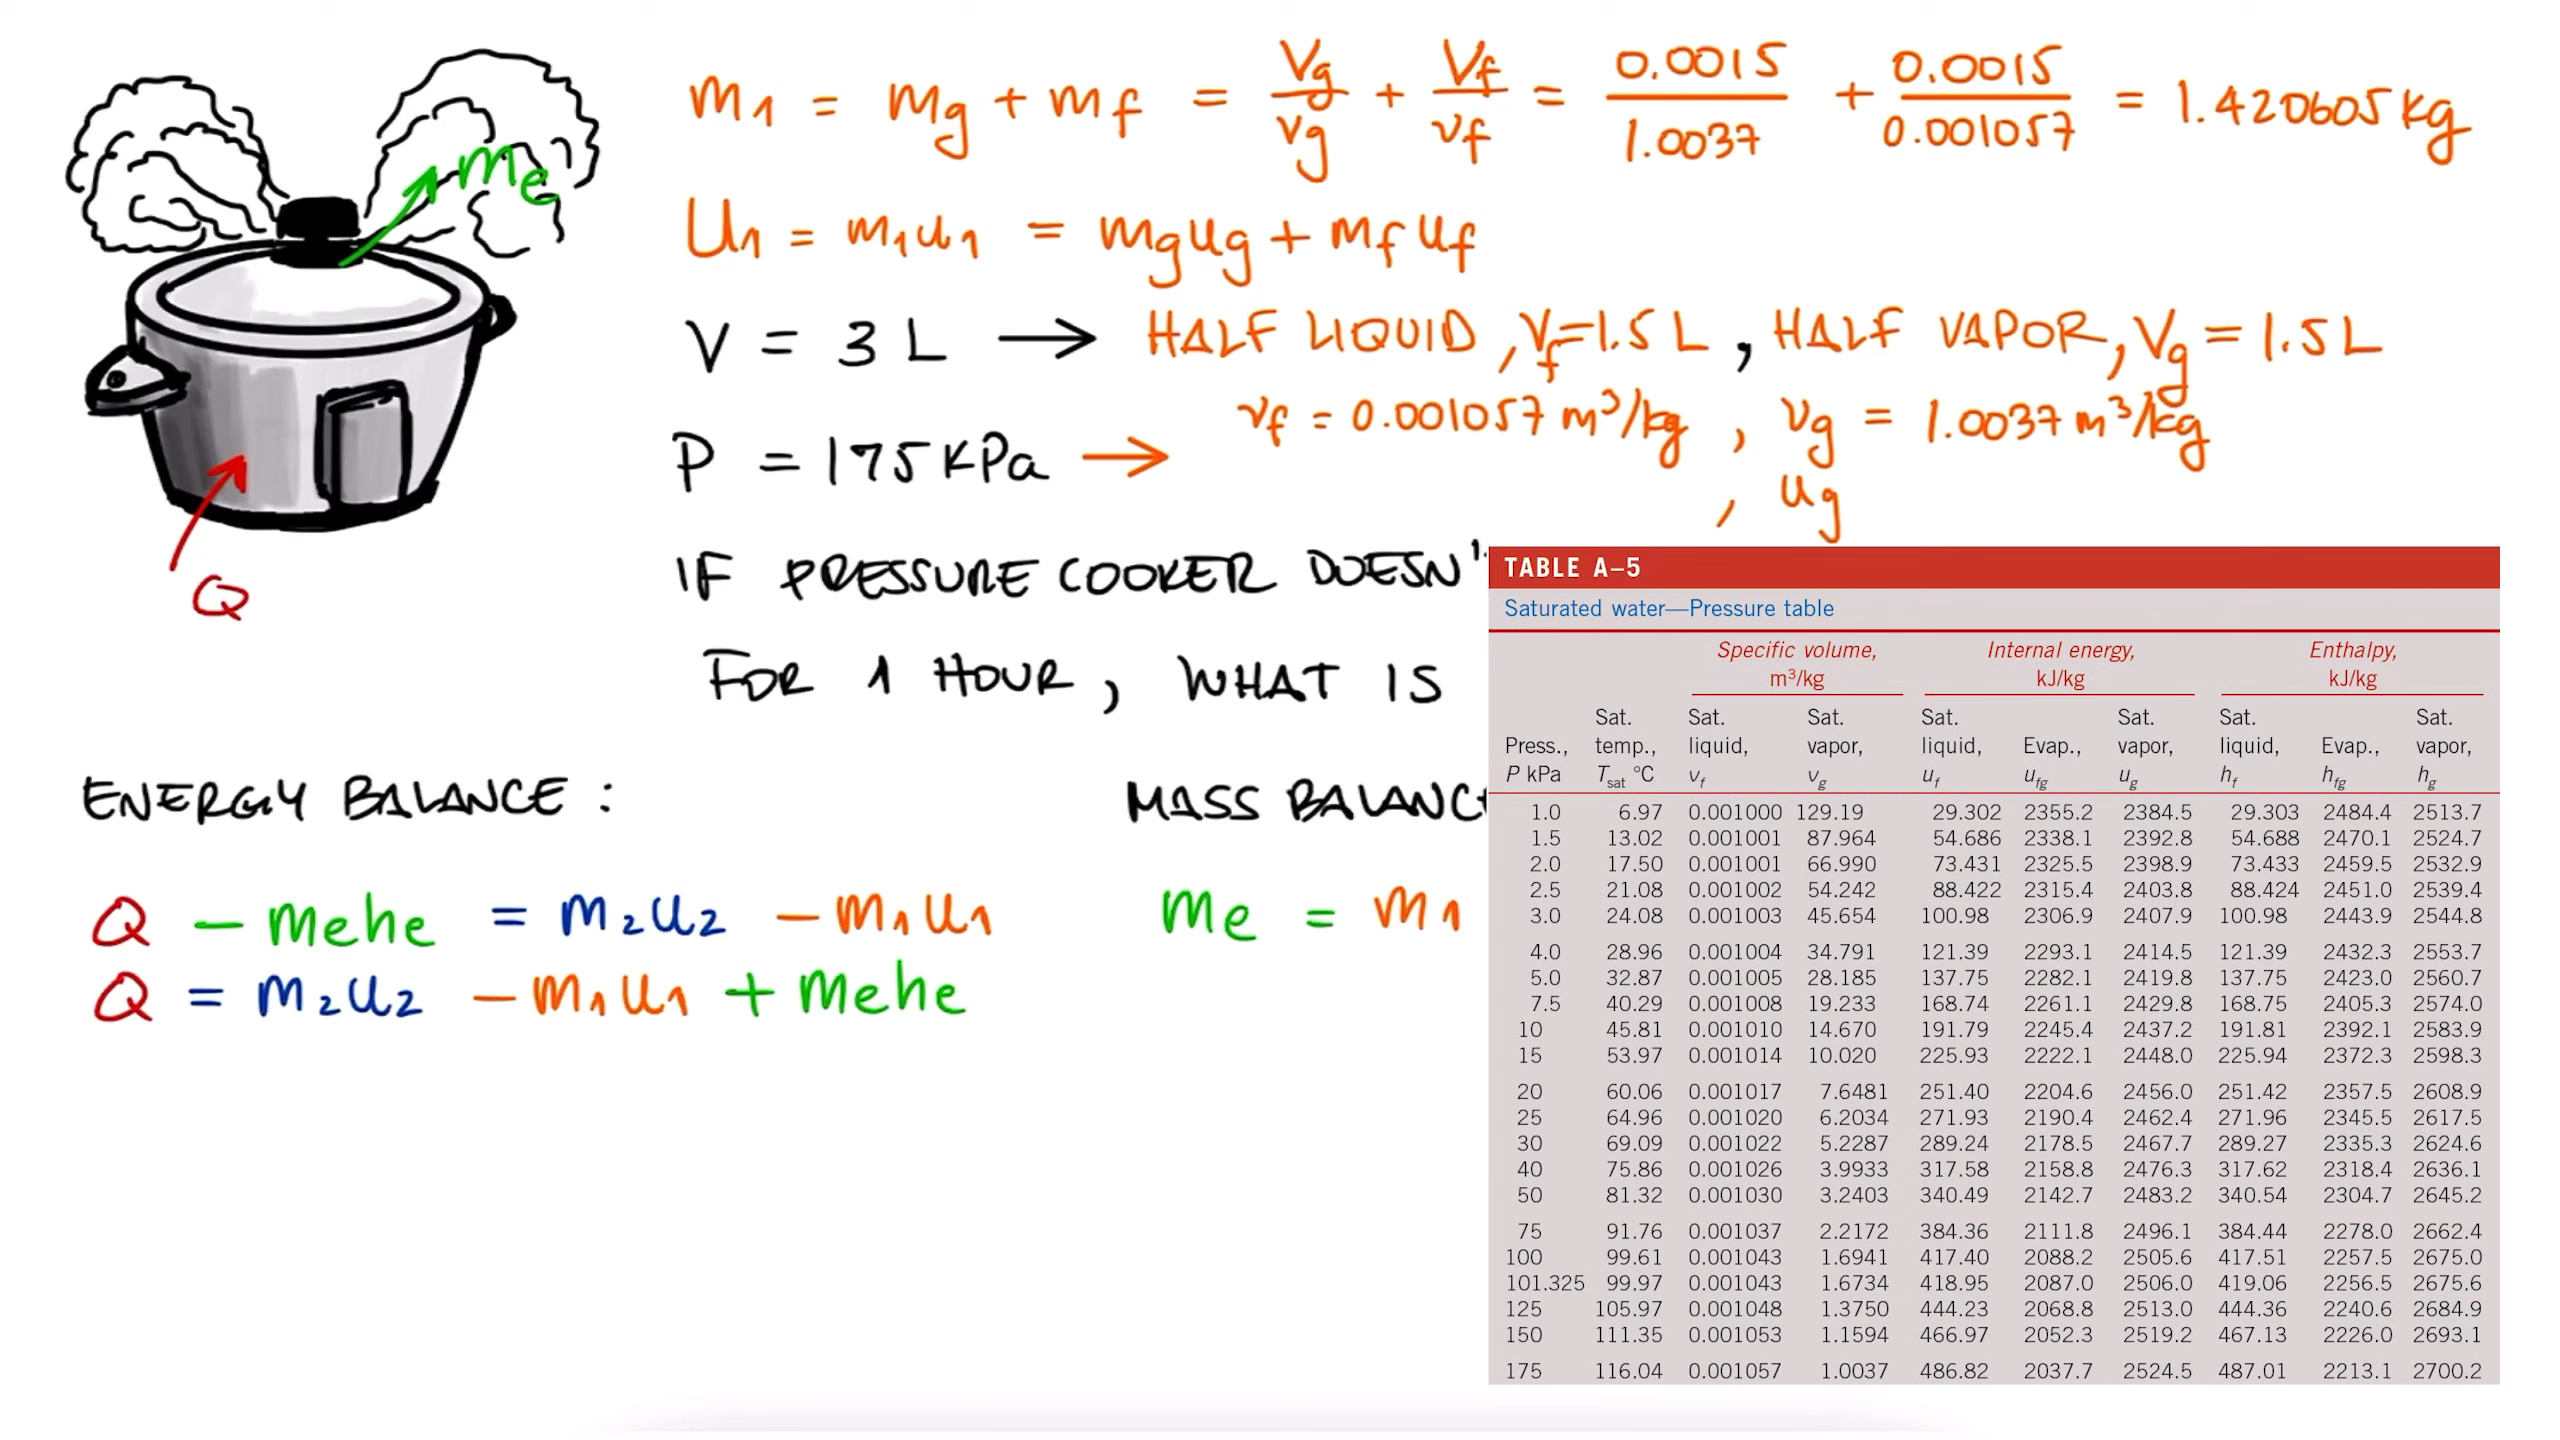 m1 = mg + mf = Vg/vg + Vf/vf = 0.0015/1.0037 + 0.0015/0.001057 = 1.420605 kg
me
U1 = m1u1 = mgug + mfuf
V = 3 L → HALF LIQUID, Vf=1.5 L, HALF VAPOR, Vg = 1.5 L
vf = 0.001057 m³/kg, vg = 1.0037 m³/kg
P = 175 KPa →
, ug
Q
IF PRESSURE COOKER DOESN'
FOR 1 HOUR, WHAT IS
ENERGY BALANCE:
Q - mehe = m2u2 - m1u1
Q = m2u2 - m1u1 + mehe
MASS BALANC
me = m1
TABLE A–5
Saturated water—Pressure table
Specific volume, Internal energy, Enthalpy,
m³/kg kJ/kg kJ/kg
Sat. Sat. Sat. Sat. Sat. Sat. Sat.
Press., temp., liquid, vapor, liquid, Evap., vapor, liquid, Evap., vapor,
P kPa Tsat °C vf vg uf ufg ug hf hfg hg
1.0 6.97 0.001000 129.19 29.302 2355.2 2384.5 29.303 2484.4 2513.7
1.5 13.02 0.001001 87.964 54.686 2338.1 2392.8 54.688 2470.1 2524.7
2.0 17.50 0.001001 66.990 73.431 2325.5 2398.9 73.433 2459.5 2532.9
2.5 21.08 0.001002 54.242 88.422 2315.4 2403.8 88.424 2451.0 2539.4
3.0 24.08 0.001003 45.654 100.98 2306.9 2407.9 100.98 2443.9 2544.8
4.0 28.96 0.001004 34.791 121.39 2293.1 2414.5 121.39 2432.3 2553.7
5.0 32.87 0.001005 28.185 137.75 2282.1 2419.8 137.75 2423.0 2560.7
7.5 40.29 0.001008 19.233 168.74 2261.1 2429.8 168.75 2405.3 2574.0
10 45.81 0.001010 14.670 191.79 2245.4 2437.2 191.81 2392.1 2583.9
15 53.97 0.001014 10.020 225.93 2222.1 2448.0 225.94 2372.3 2598.3
20 60.06 0.001017 7.6481 251.40 2204.6 2456.0 251.42 2357.5 2608.9
25 64.96 0.001020 6.2034 271.93 2190.4 2462.4 271.96 2345.5 2617.5
30 69.09 0.001022 5.2287 289.24 2178.5 2467.7 289.27 2335.3 2624.6
40 75.86 0.001026 3.9933 317.58 2158.8 2476.3 317.62 2318.4 2636.1
50 81.32 0.001030 3.2403 340.49 2142.7 2483.2 340.54 2304.7 2645.2
75 91.76 0.001037 2.2172 384.36 2111.8 2496.1 384.44 2278.0 2662.4
100 99.61 0.001043 1.6941 417.40 2088.2 2505.6 417.51 2257.5 2675.0
101.325 99.97 0.001043 1.6734 418.95 2087.0 2506.0 419.06 2256.5 2675.6
125 105.97 0.001048 1.3750 444.23 2068.8 2513.0 444.36 2240.6 2684.9
150 111.35 0.001053 1.1594 466.97 2052.3 2519.2 467.13 2226.0 2693.1
175 116.04 0.001057 1.0037 486.82 2037.7 2524.5 487.01 2213.1 2700.2